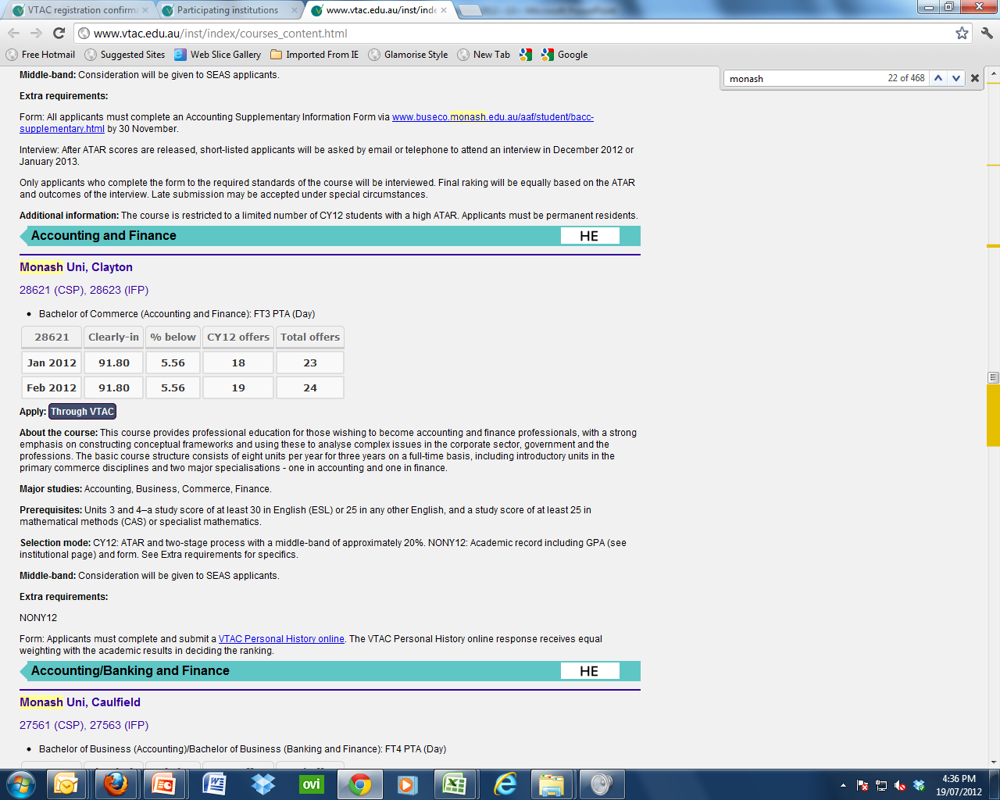 VTAC registration confirma
Participating institutions
www.vtac.edu.au/inst/inde
www.vtac.edu.au/inst/index/courses_content.html
Free Hotmail
Suggested Sites
Web Slice Gallery
Imported From IE
Glamorise Style
New Tab
Google
monash
22 of 468
Middle-band: Consideration will be given to SEAS applicants.
Extra requirements:
Form: All applicants must complete an Accounting Supplementary Information Form via www.buseco.monash.edu.au/aaf/student/bacc-
supplementary.html by 30 November.
Interview: After ATAR scores are released, short-listed applicants will be asked by email or telephone to attend an interview in December 2012 or
January 2013.
Only applicants who complete the form to the required standards of the course will be interviewed. Final raking will be equally based on the ATAR
and outcomes of the interview. Late submission may be accepted under special circumstances.
Additional information: The course is restricted to a limited number of CY12 students with a high ATAR. Applicants must be permanent residents.
Accounting and Finance HE
Monash Uni, Clayton
28621 (CSP), 28623 (IFP)
• Bachelor of Commerce (Accounting and Finance): FT3 PTA (Day)
28621 Clearly-in % below CY12 offers Total offers
Jan 2012 91.80 5.56 18 23
Feb 2012 91.80 5.56 19 24
Apply: Through VTAC
About the course: This course provides professional education for those wishing to become accounting and finance professionals, with a strong
emphasis on constructing conceptual frameworks and using these to analyse complex issues in the corporate sector, government and the
professions. The basic course structure consists of eight units per year for three years on a full-time basis, including introductory units in the
primary commerce disciplines and two major specialisations - one in accounting and one in finance.
Major studies: Accounting, Business, Commerce, Finance.
Prerequisites: Units 3 and 4–a study score of at least 30 in English (ESL) or 25 in any other English, and a study score of at least 25 in
mathematical methods (CAS) or specialist mathematics.
Selection mode: CY12: ATAR and two-stage process with a middle-band of approximately 20%. NONY12: Academic record including GPA (see
institutional page) and form. See Extra requirements for specifics.
Middle-band: Consideration will be given to SEAS applicants.
Extra requirements:
NONY12
Form: Applicants must complete and submit a VTAC Personal History online. The VTAC Personal History online response receives equal
weighting with the academic results in deciding the ranking.
Accounting/Banking and Finance HE
Monash Uni, Caulfield
27561 (CSP), 27563 (IFP)
• Bachelor of Business (Accounting)/Bachelor of Business (Banking and Finance): FT4 PTA (Day)
ovi
4:36 PM
19/07/2012